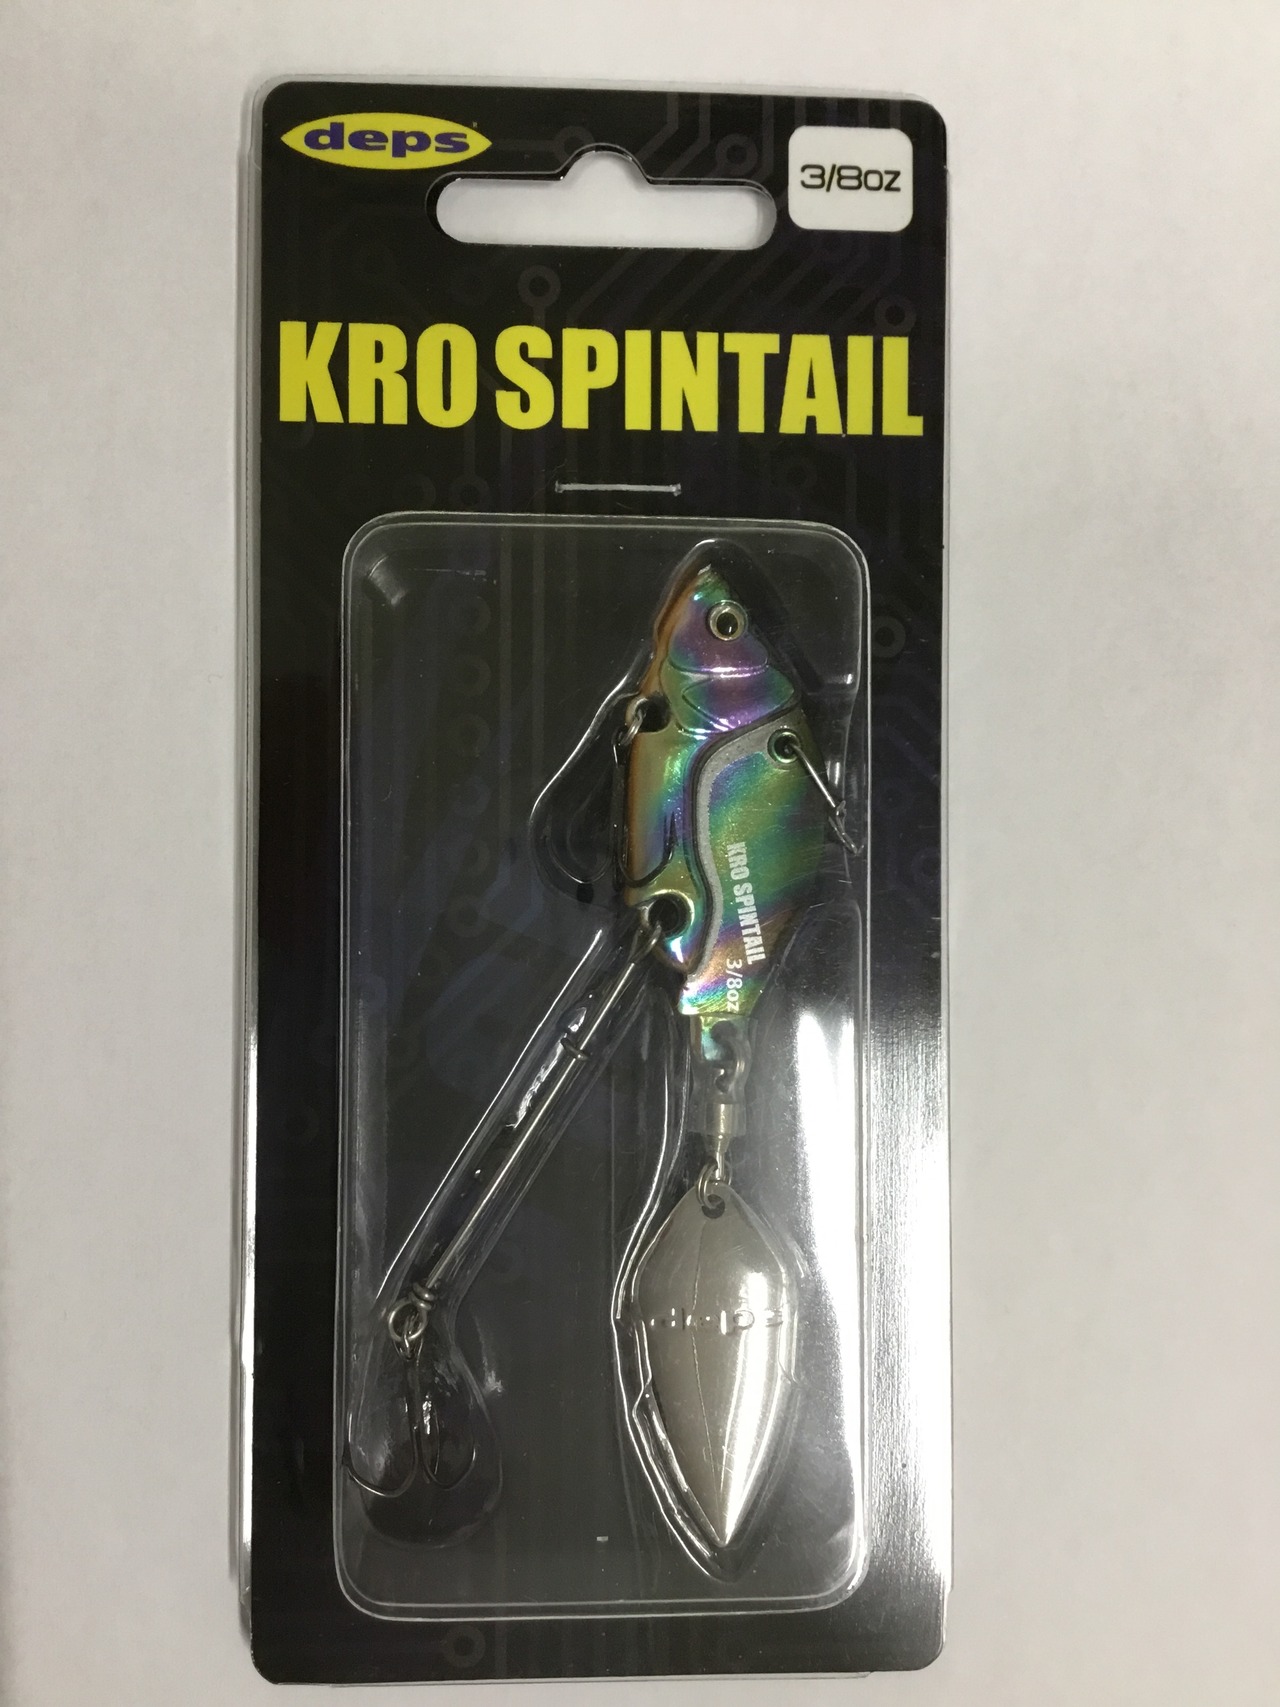 deps
3/8oz
KRO SPINTAIL
KRO SPINTAIL 3/8oz
deps